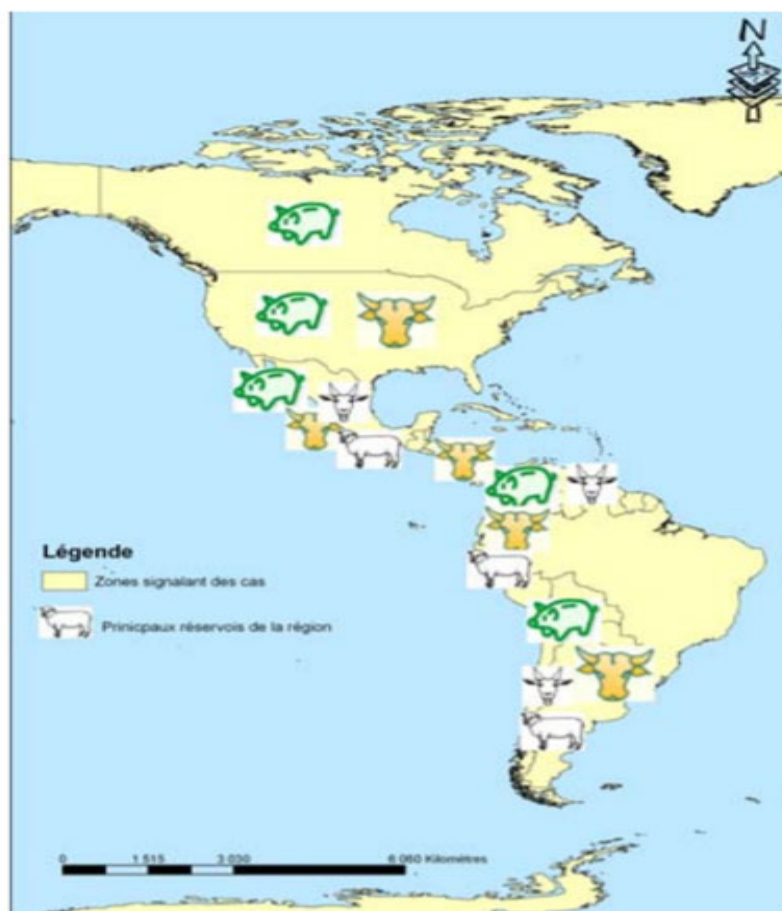 N
Légende
Zones signalant des cas
Prinicpaux réservois de la région
0 1 515 3 030 6 060 Kilomètres